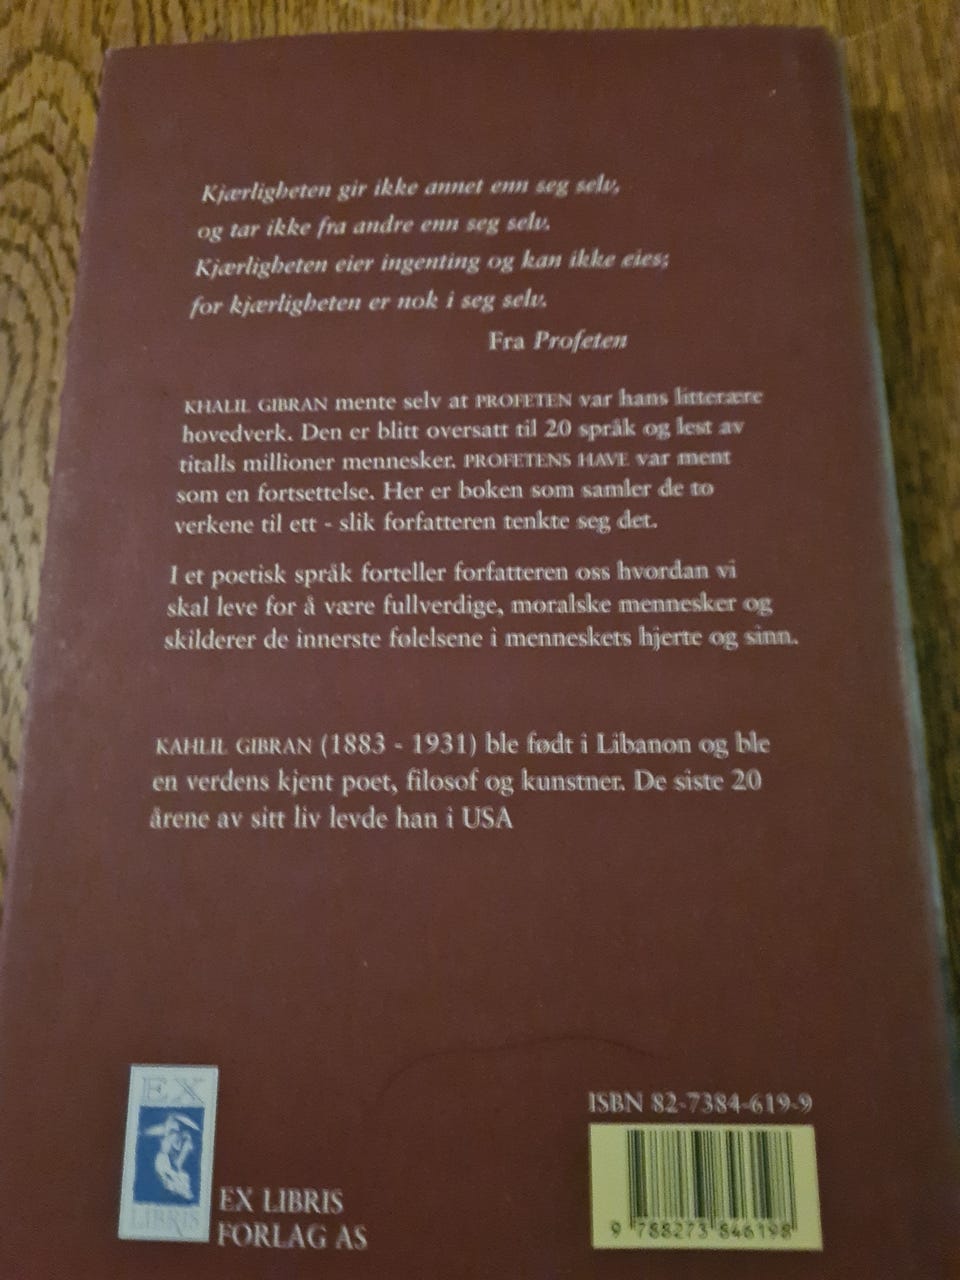 Kjærligheten gir ikke annet enn seg selv,
og tar ikke fra andre enn seg selv.
Kjærligheten eier ingenting og kan ikke eies;
for kjærligheten er nok i seg selv.
Fra Profeten
KHALIL GIBRAN mente selv at PROFETEN var hans litterære
hovedverk. Den er blitt oversatt til 20 språk og lest av
titalls millioner mennesker. PROFETENS HAVE var ment
som en fortsettelse. Her er boken som samler de to
verkene til ett - slik forfatteren tenkte seg det.
I et poetisk språk forteller forfatteren oss hvordan vi
skal leve for å være fullverdige, moralske mennesker og
skilderer de innerste følelsene i menneskets hjerte og sinn.
KAHLIL GIBRAN (1883 - 1931) ble født i Libanon og ble
en verdens kjent poet, filosof og kunstner. De siste 20
årene av sitt liv levde han i USA
EX
LIBRIS
EX LIBRIS
FORLAG AS
ISBN 82-7384-619-9
9 788273 846198